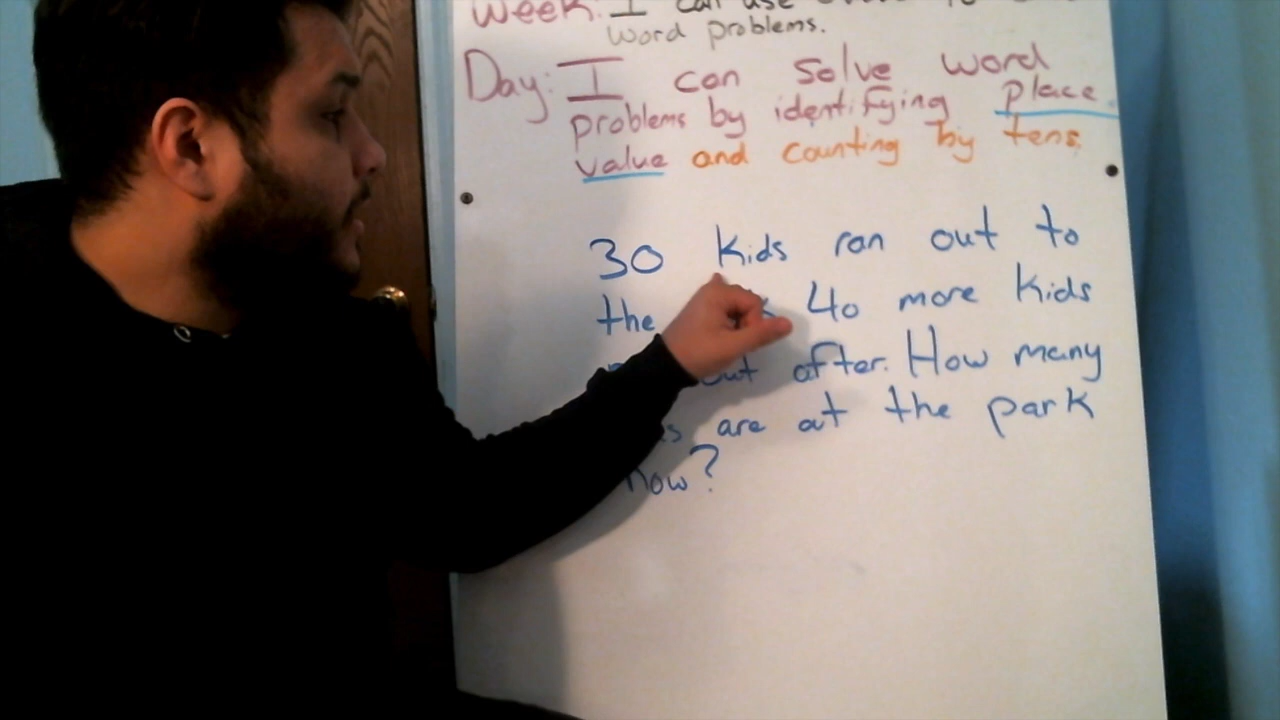 Week: I can use
word problems.
Day: I can solve word
problems by identifying place
value and counting by tens.
30 kids ran out to
the 40 more kids
out after. How many
are at the park
now?